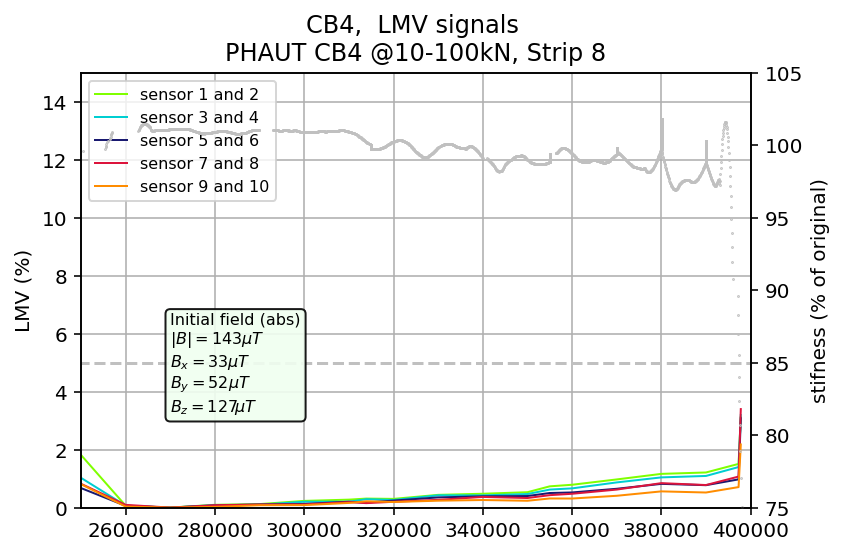 CB4,  LMV signals
PHAUT CB4 @10-100kN, Strip 8
sensor 1 and 2
sensor 3 and 4
sensor 5 and 6
sensor 7 and 8
sensor 9 and 10
Initial field (abs)
|B| = 143μT
Bₓ = 33μT
Bᵧ = 52μT
B_z = 127μT
LMV (%)
14
12
10
8
6
4
2
0
stifness (% of original)
105
100
95
90
85
80
75
260000 280000 300000 320000 340000 360000 380000 400000